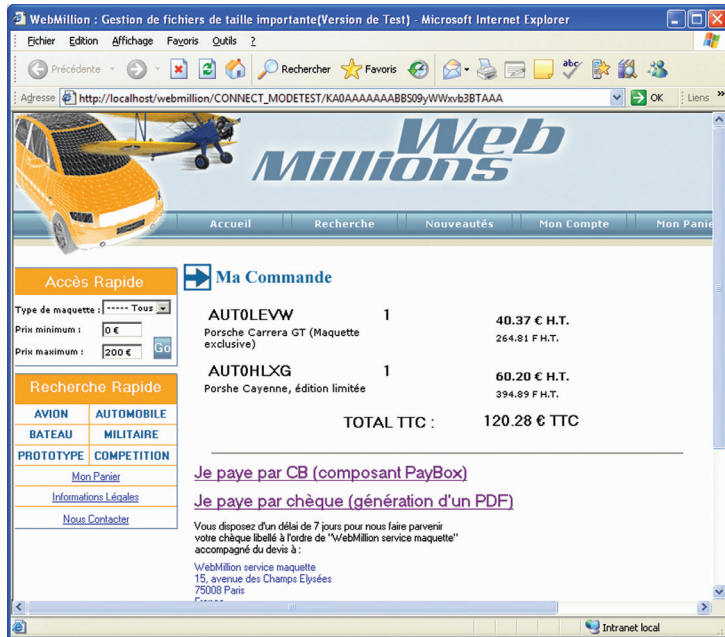 WebMillion : Gestion de fichiers de taille importante(Version de Test) - Microsoft Internet Explorer
Fichier Edition Affichage Favoris Outils ?
Précédente Rechercher Favoris
Adresse http://localhost/webmillion/CONNECT_MODETEST/KA0AAAAAAABBS09yWWxvb3BTAAA OK Liens »
Web
Millions
Accueil Recherche Nouveautés Mon Compte Mon Panie
Accès Rapide
Type de maquette : ----- Tous
Prix minimum : 0 €
Prix maximum : 200 € Go
Recherche Rapide
AVION AUTOMOBILE
BATEAU MILITAIRE
PROTOTYPE COMPETITION
Mon Panier
Informations Légales
Nous Contacter
Ma Commande
AUT0LEVW 1 40.37 € H.T.
Porsche Carrera GT (Maquette exclusive) 264.81 F H.T.
AUT0HLXG 1 60.20 € H.T.
Porshe Cayenne, édition limitée 394.89 F H.T.
TOTAL TTC : 120.28 € TTC
Je paye par CB (composant PayBox)
Je paye par chèque (génération d'un PDF)
Vous disposez d'un délai de 7 jours pour nous faire parvenir
votre chèque libellé à l'ordre de "WebMillion service maquette"
accompagné du devis à :
WebMillion service maquette
15, avenue des Champs Elysées
75008 Paris
France
Intranet local